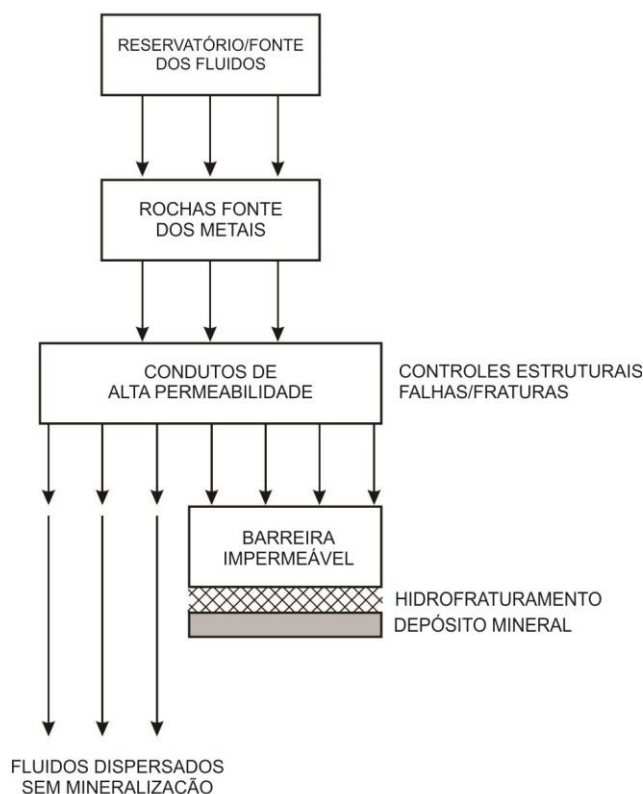 RESERVATÓRIO/FONTE
DOS FLUIDOS
ROCHAS FONTE
DOS METAIS
CONDUTOS DE
ALTA PERMEABILIDADE
CONTROLES ESTRUTURAIS
FALHAS/FRATURAS
BARREIRA
IMPERMEÁVEL
HIDROFRATURAMENTO
DEPÓSITO MINERAL
FLUIDOS DISPERSADOS
SEM MINERALIZAÇÃO